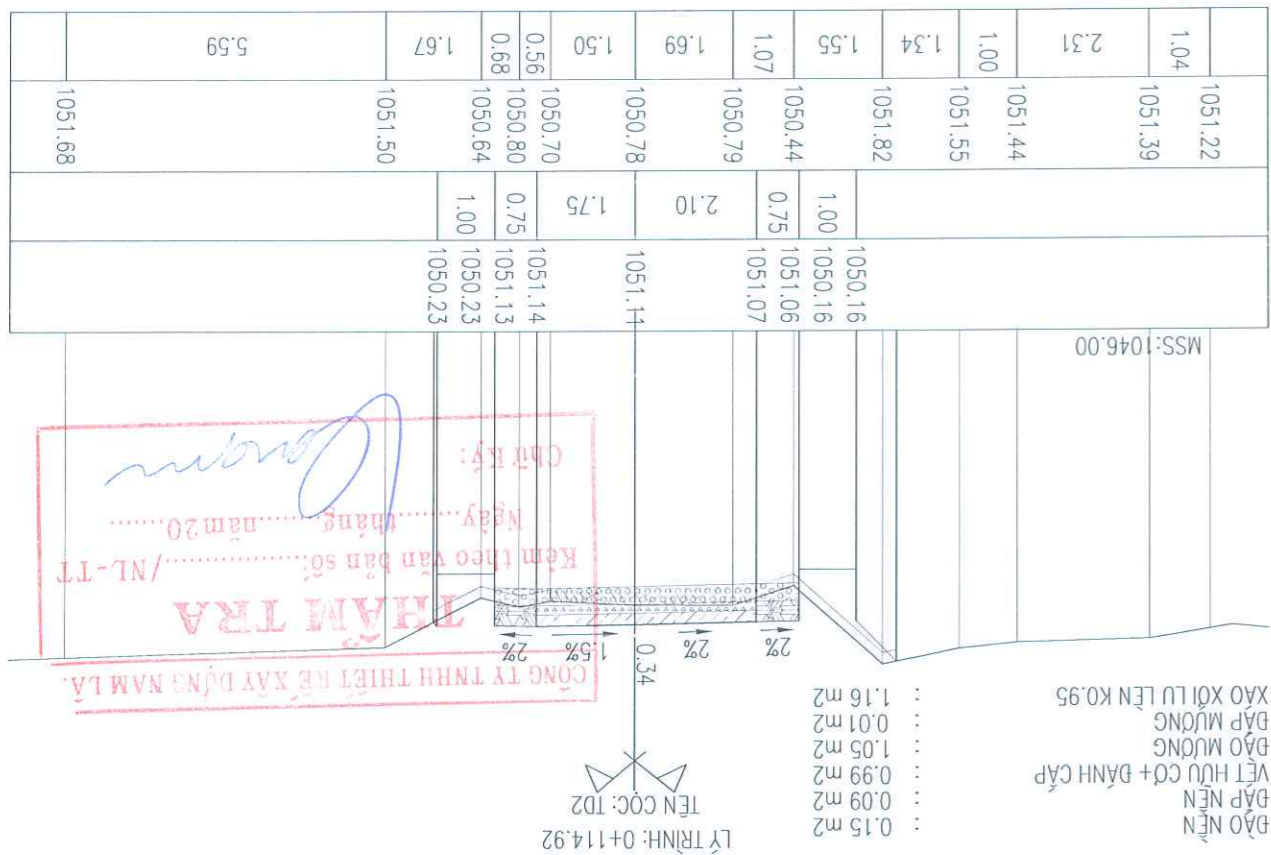 LÝ TRÌNH: 0+114.92
TÊN CỌC: TD2
ĐÀO NỀN : 0.15 m2
ĐẮP NỀN : 0.09 m2
VÉT HỮU CƠ+ ĐÁNH CẤP : 0.99 m2
ĐÀO MƯƠNG : 1.05 m2
ĐẮP MƯƠNG : 0.01 m2
XÁO XỚI LU LÈN K0.95 : 1.16 m2
0.34
2% 2% 1.5% 2%
CÔNG TY TNHH THIẾT KẾ XÂY DỰNG NAM LÂ.
THẨM TRA
Kèm theo văn bản số:............/NL-TT
Ngày........tháng........năm20........
Chữ ký:
MSS:1046.00
1050.16 1050.16 1051.06 1051.07 1051.11 1051.14 1051.13 1050.23 1050.23
1.00 0.75 2.10 1.75 0.75 1.00
1051.22 1051.39 1051.44 1051.55 1051.82 1050.44 1050.79 1050.78 1050.70 1050.80 1050.64 1051.50 1051.68
1.04 2.31 1.00 1.34 1.55 1.07 1.69 1.50 0.56 0.68 1.67 5.59